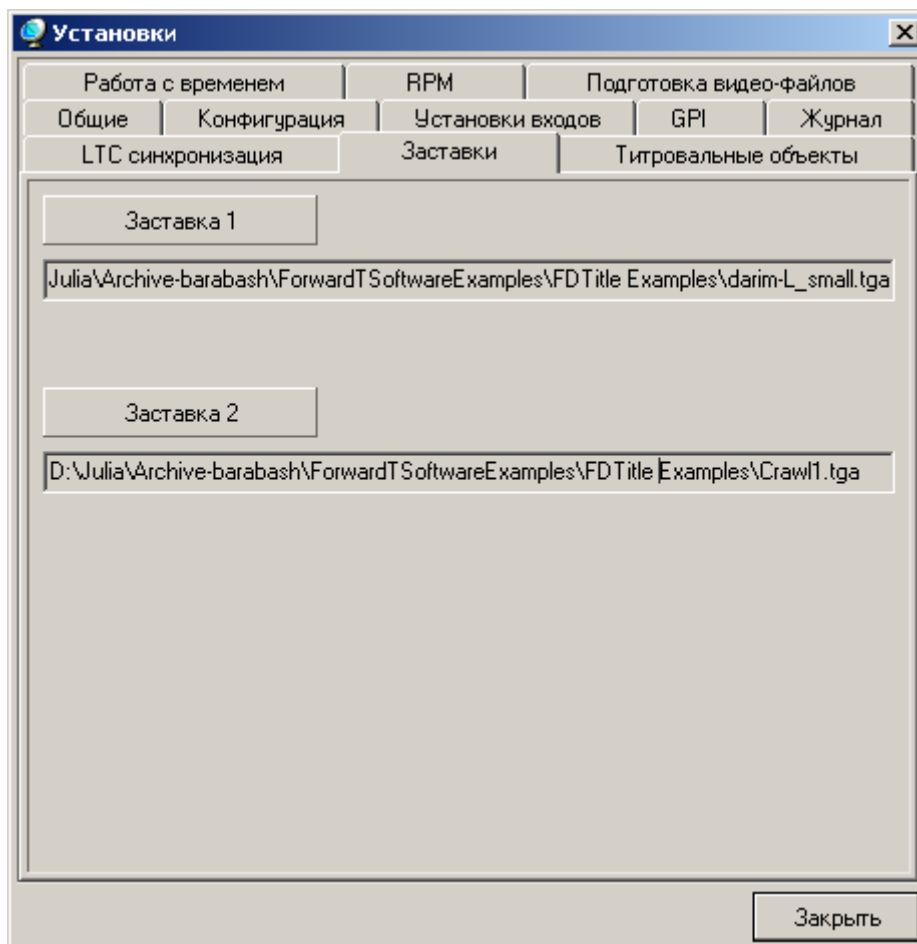 Установки
Работа с временем RPM Подготовка видео-файлов
Общие Конфигурация Установки входов GPI Журнал
LTC синхронизация Заставки Титровальные объекты
Заставка 1
Julia\Archive-barabash\ForwardTSoftwareExamples\FDTitle Examples\darim-L_small.tga
Заставка 2
D:\Julia\Archive-barabash\ForwardTSoftwareExamples\FDTitle Examples\Crawl1.tga
Закрыть